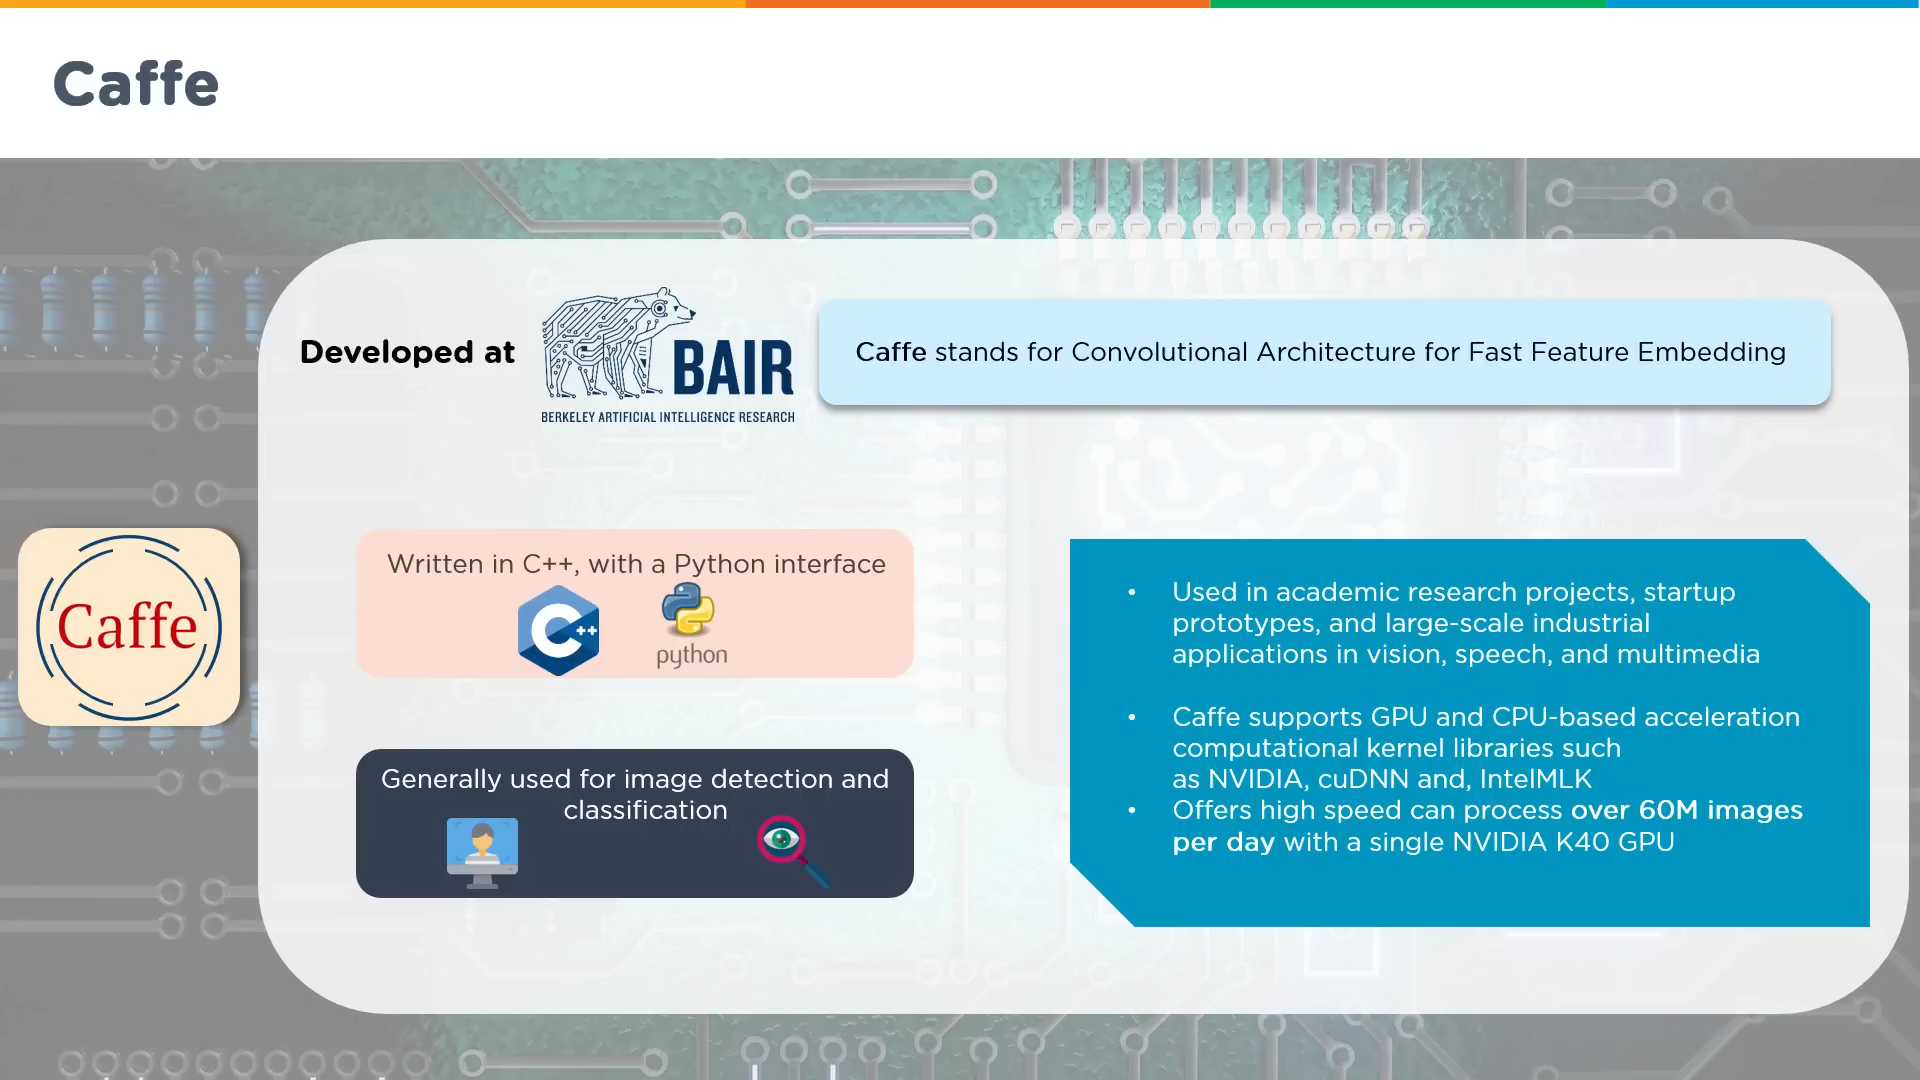 Caffe
Developed at
BAIR
BERKELEY ARTIFICIAL INTELLIGENCE RESEARCH
Caffe stands for Convolutional Architecture for Fast Feature Embedding
Caffe
Written in C++, with a Python interface
C++
python
Generally used for image detection and
classification
• Used in academic research projects, startup
prototypes, and large-scale industrial
applications in vision, speech, and multimedia
• Caffe supports GPU and CPU-based acceleration
computational kernel libraries such
as NVIDIA, cuDNN and, IntelMLK
• Offers high speed can process over 60M images
per day with a single NVIDIA K40 GPU